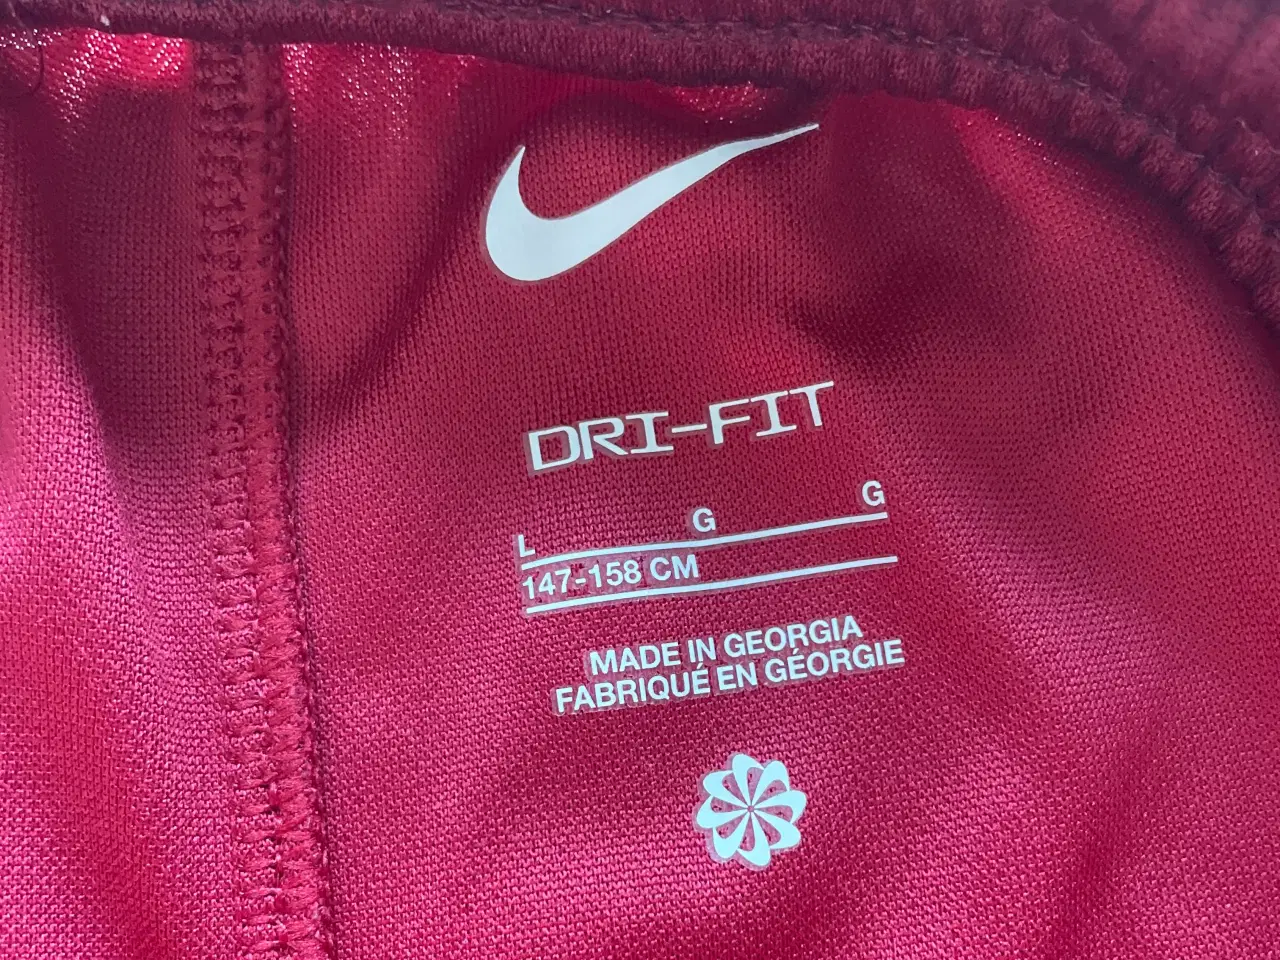 DRI-FIT
L G G
147-158 CM
MADE IN GEORGIA
FABRIQUÉ EN GÉORGIE